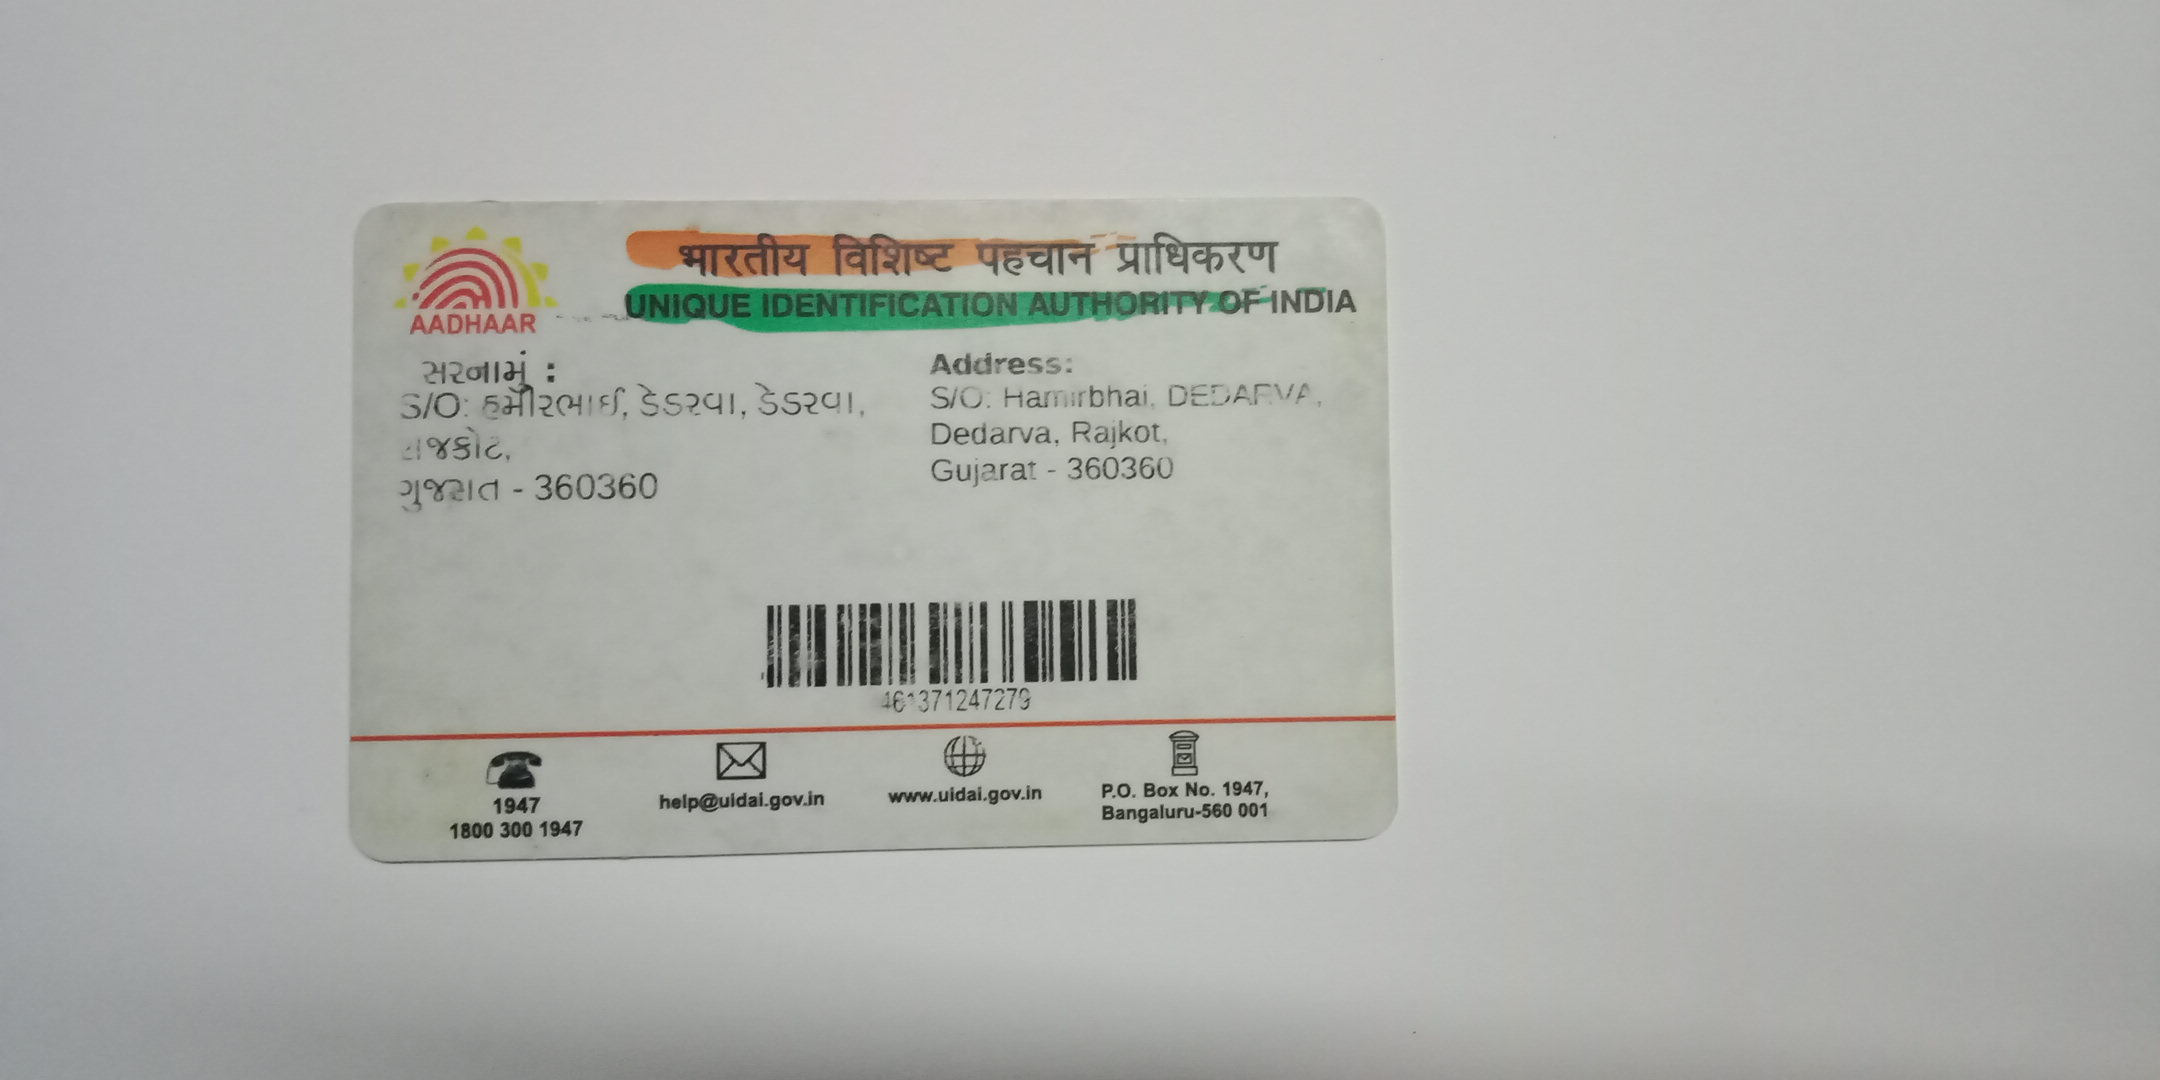 भारतीय विशिष्ट पहचान प्राधिकरण
UNIQUE IDENTIFICATION AUTHORITY OF INDIA
AADHAAR
સરનામું :
S/O: હમીરભાઈ, ડેડરવા, ડેડરવા,
રાજકોટ,
ગુજરાત - 360360
Address:
S/O: Hamirbhai, DEDARVA,
Dedarva, Rajkot,
Gujarat - 360360
1947
1800 300 1947
help@uidai.gov.in
www.uidai.gov.in
P.O. Box No. 1947,
Bangaluru-560 001